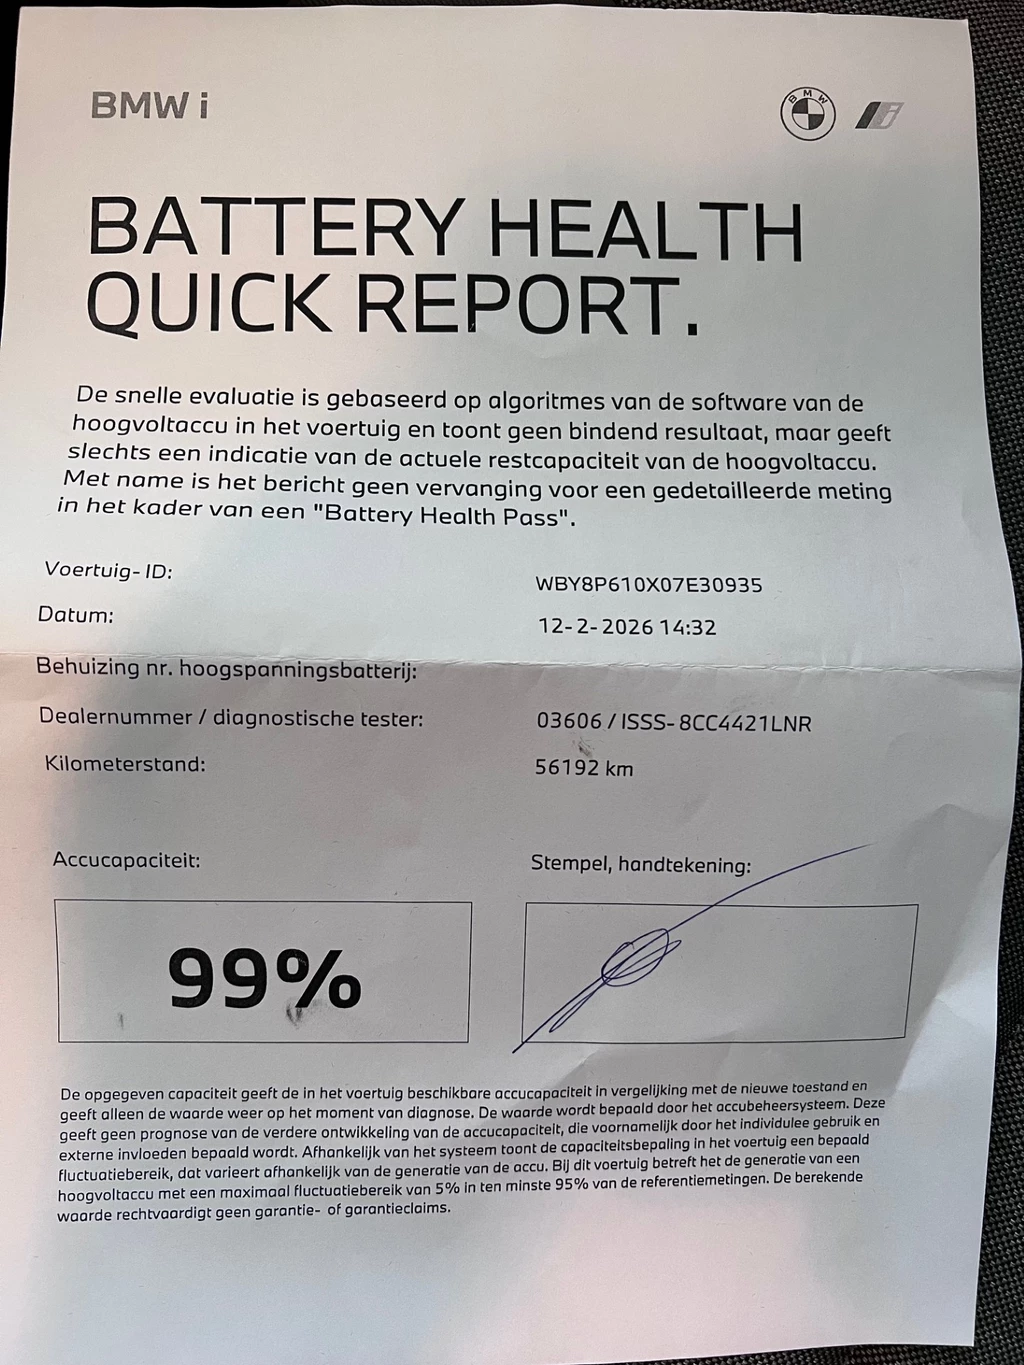 BMW i
BMW i
BATTERY HEALTH
QUICK REPORT.
De snelle evaluatie is gebaseerd op algoritmes van de software van de
hoogvoltaccu in het voertuig en toont geen bindend resultaat, maar geeft
slechts een indicatie van de actuele restcapaciteit van de hoogvoltaccu.
Met name is het bericht geen vervanging voor een gedetailleerde meting
in het kader van een "Battery Health Pass".
Voertuig-ID: WBY8P610X07E30935
Datum: 12-2-2026 14:32
Behuizing nr. hoogspanningsbatterij:
Dealernummer / diagnostische tester: 03606 / ISSS-8CC4421LNR
Kilometerstand: 56192 km
Accucapaciteit: Stempel, handtekening:
99%
De opgegeven capaciteit geeft de in het voertuig beschikbare accucapaciteit in vergelijking met de nieuwe toestand en
geeft alleen de waarde weer op het moment van diagnose. De waarde wordt bepaald door het accubeheersysteem. Deze
geeft geen prognose van de verdere ontwikkeling van de accucapaciteit, die voornamelijk door het individulee gebruik en
externe invloeden bepaald wordt. Afhankelijk van het systeem toont de capaciteitsbepaling in het voertuig een bepaald
fluctuatiebereik, dat varieert afhankelijk van de generatie van de accu. Bij dit voertuig betreft het de generatie van een
hoogvoltaccu met een maximaal fluctuatiebereik van 5% in ten minste 95% van de referentiemetingen. De berekende
waarde rechtvaardigt geen garantie- of garantieclaims.